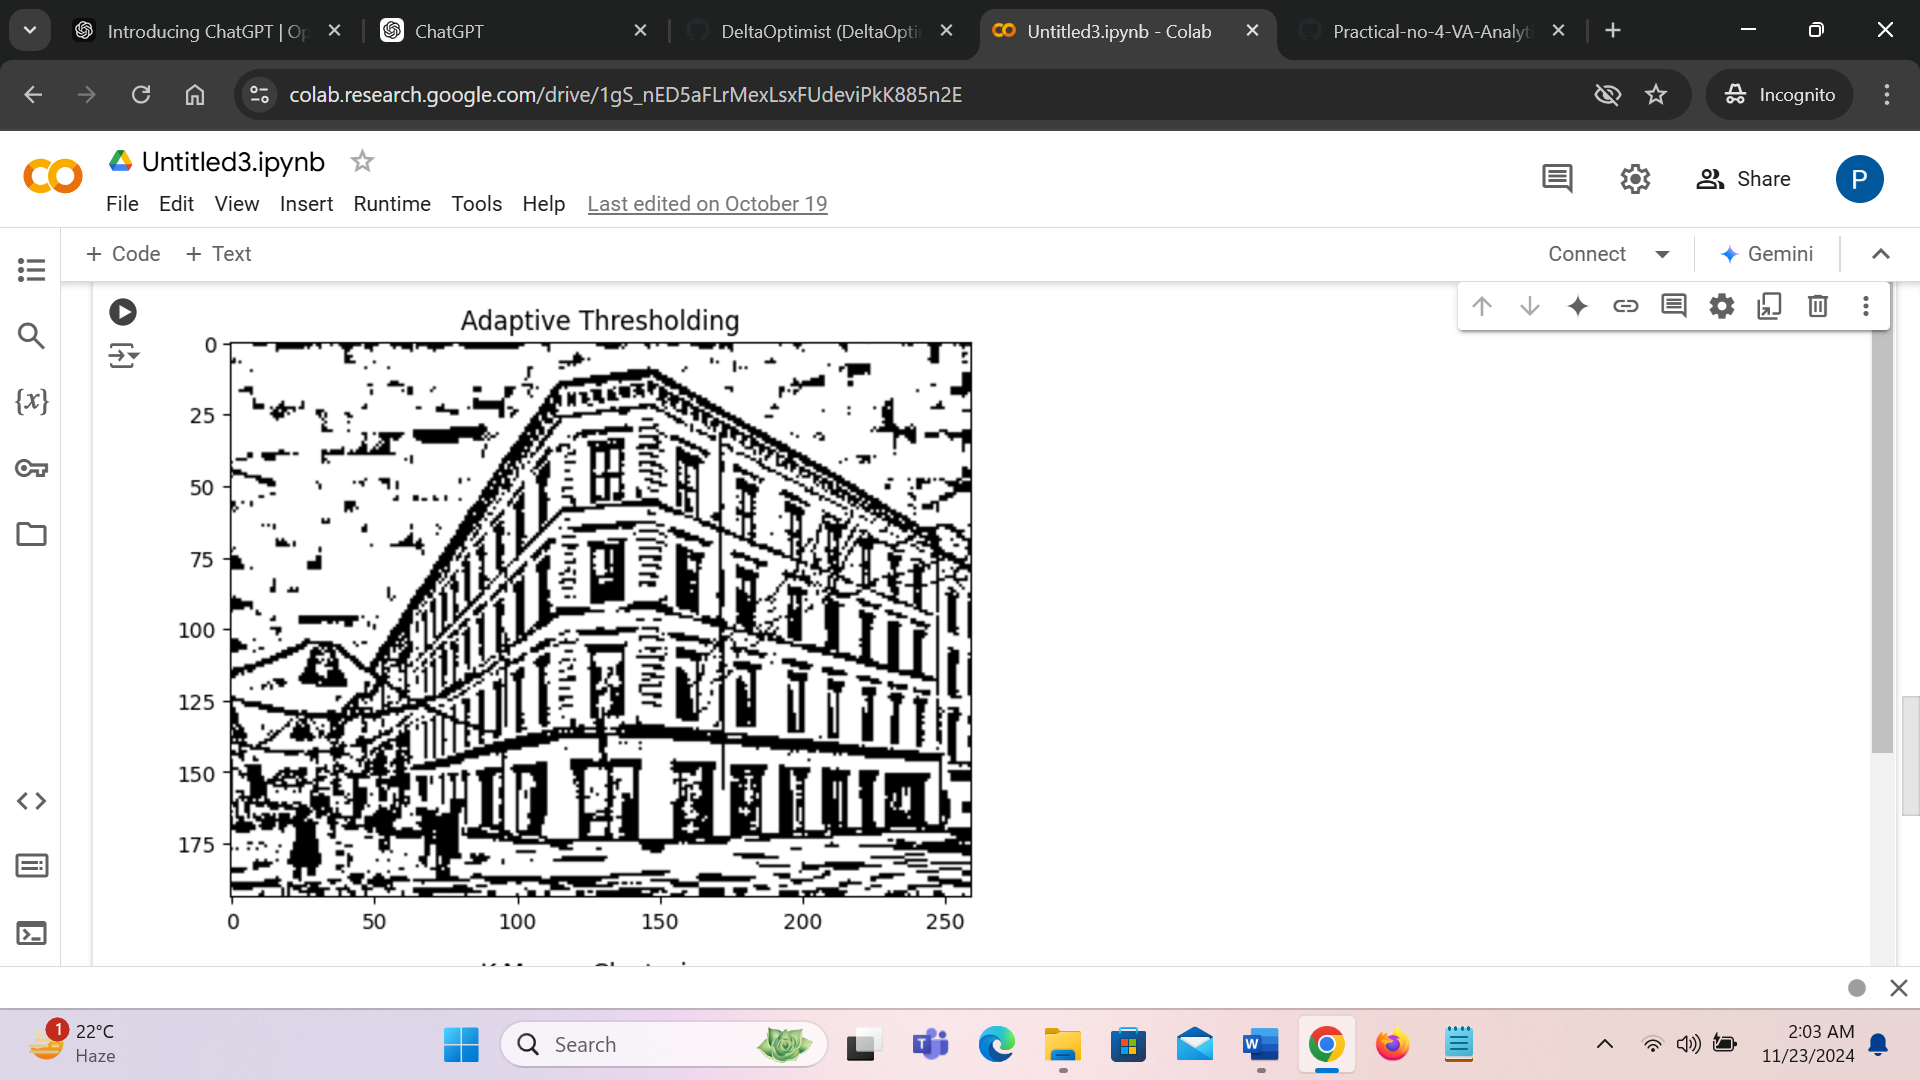 Introducing ChatGPT | Op
ChatGPT
DeltaOptimist (DeltaOpti
Untitled3.ipynb - Colab
Practical-no-4-VA-Analyt
colab.research.google.com/drive/1gS_nED5aFLrMexLsxFUdeviPkK885n2E
Incognito
Untitled3.ipynb
Share
P
File Edit View Insert Runtime Tools Help Last edited on October 19
+ Code + Text
Connect
Gemini
{x}
Adaptive Thresholding
0
25
50
75
100
125
150
175
0 50 100 150 200 250
1
22°C
Haze
Search
2:03 AM
11/23/2024